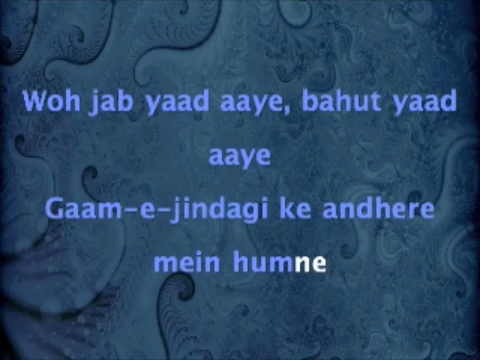 Woh jab yaad aaye, bahut yaad
aaye
Gaam-e-jindagi ke andhere
mein humne